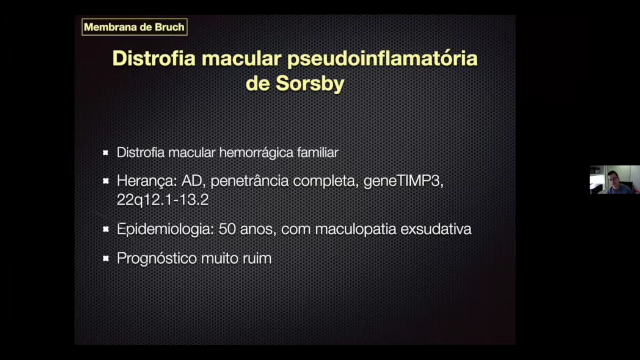 Membrana de Bruch
Distrofia macular pseudoinflamatória
de Sorsby
Distrofia macular hemorrágica familiar
Herança: AD, penetrância completa, geneTIMP3,
22q12.1-13.2
Epidemiologia: 50 anos, com maculopatia exsudativa
Prognóstico muito ruim